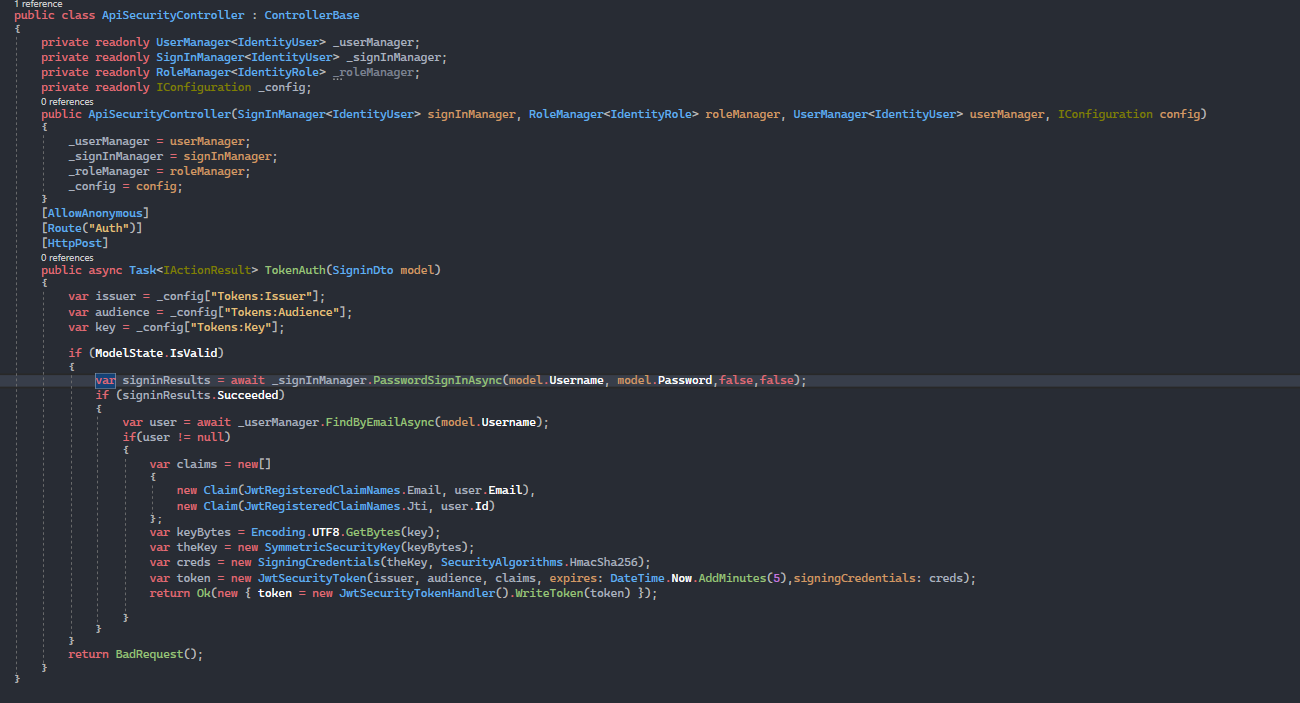 1 reference
public class ApiSecurityController : ControllerBase
{
private readonly UserManager<IdentityUser> _userManager;
private readonly SignInManager<IdentityUser> _signInManager;
private readonly RoleManager<IdentityRole> _roleManager;
private readonly IConfiguration _config;
0 references
public ApiSecurityController(SignInManager<IdentityUser> signInManager, RoleManager<IdentityRole> roleManager, UserManager<IdentityUser> userManager, IConfiguration config)
{
_userManager = userManager;
_signInManager = signInManager;
_roleManager = roleManager;
_config = config;
}
[AllowAnonymous]
[Route("Auth")]
[HttpPost]
0 references
public async Task<IActionResult> TokenAuth(SigninDto model)
{
var issuer = _config["Tokens:Issuer"];
var audience = _config["Tokens:Audience"];
var key = _config["Tokens:Key"];
if (ModelState.IsValid)
{
var signinResults = await _signInManager.PasswordSignInAsync(model.Username, model.Password,false,false);
if (signinResults.Succeeded)
{
var user = await _userManager.FindByEmailAsync(model.Username);
if(user != null)
{
var claims = new[]
{
new Claim(JwtRegisteredClaimNames.Email, user.Email),
new Claim(JwtRegisteredClaimNames.Jti, user.Id)
};
var keyBytes = Encoding.UTF8.GetBytes(key);
var theKey = new SymmetricSecurityKey(keyBytes);
var creds = new SigningCredentials(theKey, SecurityAlgorithms.HmacSha256);
var token = new JwtSecurityToken(issuer, audience, claims, expires: DateTime.Now.AddMinutes(5),signingCredentials: creds);
return Ok(new { token = new JwtSecurityTokenHandler().WriteToken(token) });
}
}
}
return BadRequest();
}
}